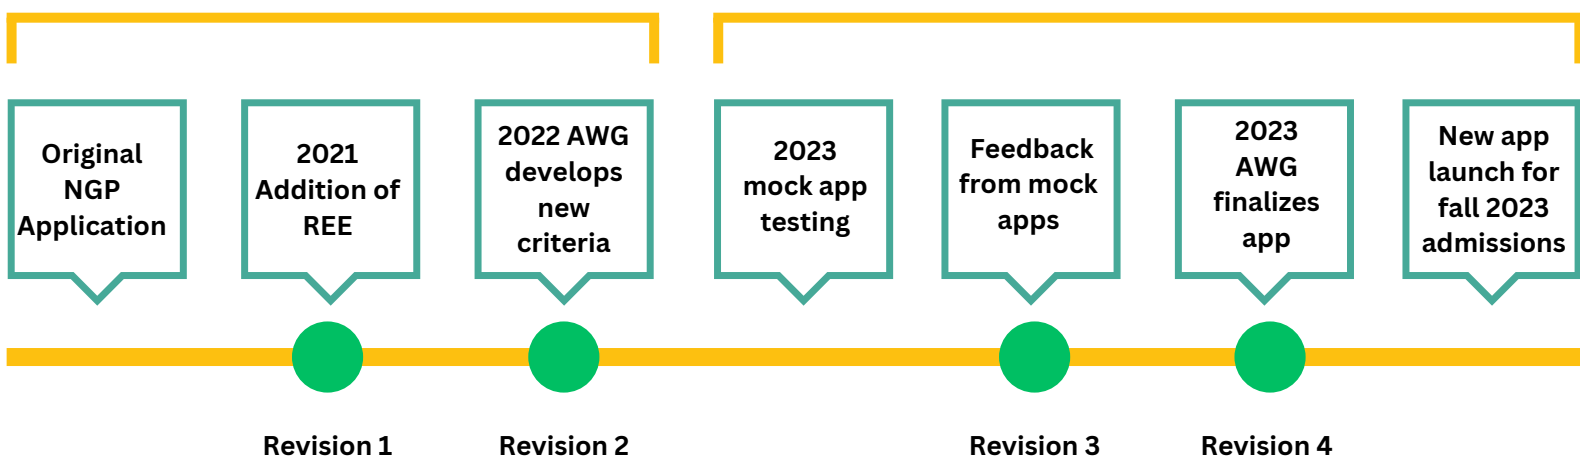 Original
NGP
Application
2021
Addition of
REE
2022 AWG
develops
new
criteria
2023
mock app
testing
Feedback
from mock
apps
2023
AWG
finalizes
app
New app
launch for
fall 2023
admissions
Revision 1
Revision 2
Revision 3
Revision 4